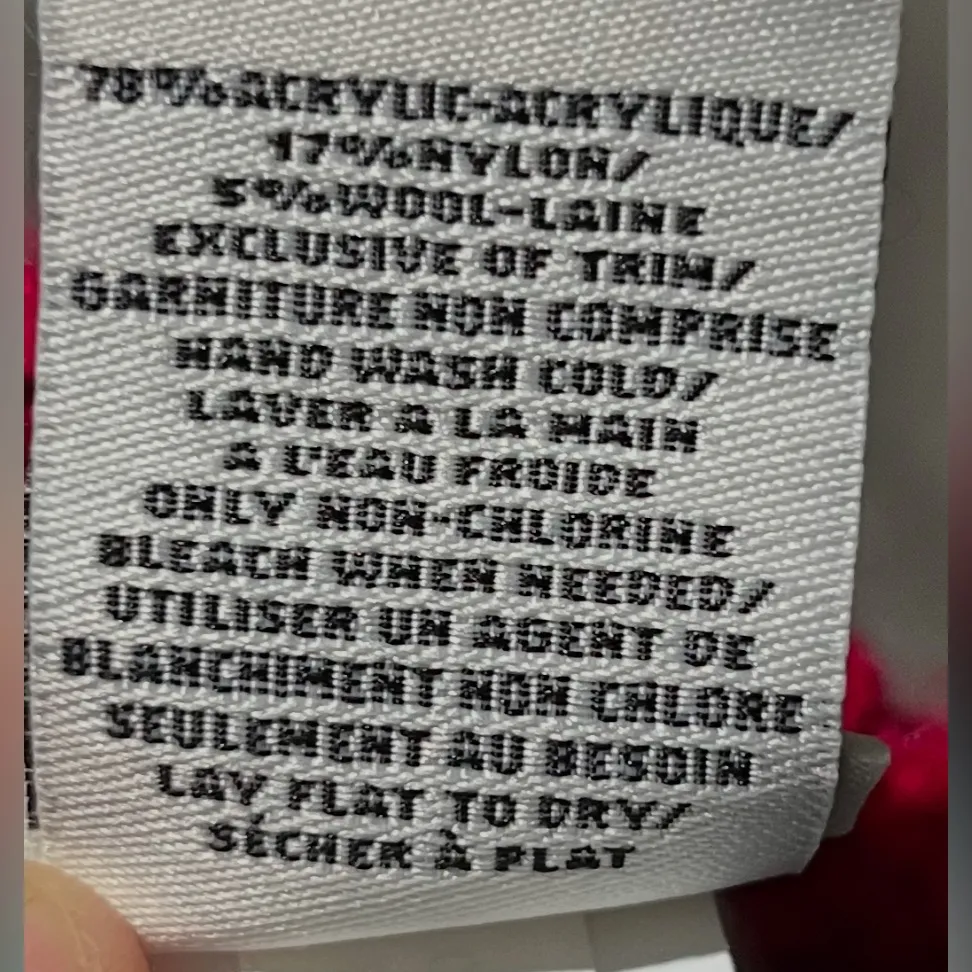 78%ACRYLIC-ACRYLIQUE/
17%NYLON/
5%WOOL-LAINE
EXCLUSIVE OF TRIM/
GARNITURE NON COMPRISE
HAND WASH COLD/
LAVER A LA MAIN
A L'EAU FROIDE
ONLY NON-CHLORINE
BLEACH WHEN NEEDED/
UTILISER UN AGENT DE
BLANCHIMENT NON CHLORE
SEULEMENT AU BESOIN
LAY FLAT TO DRY/
SÉCHER À PLAT